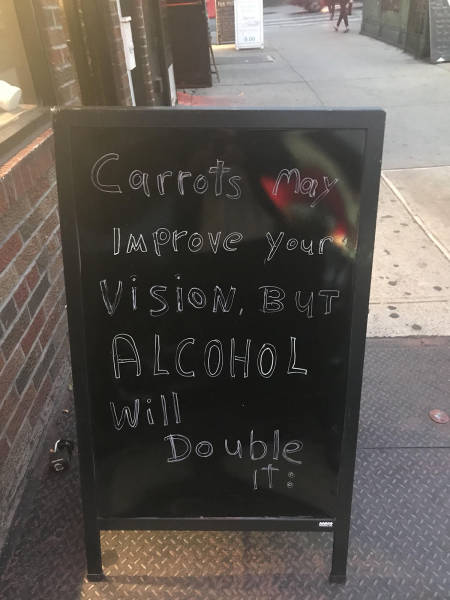 Carrots May
IMProve your
VISION, BUT
ALCOHOL
Will
Double
IT: